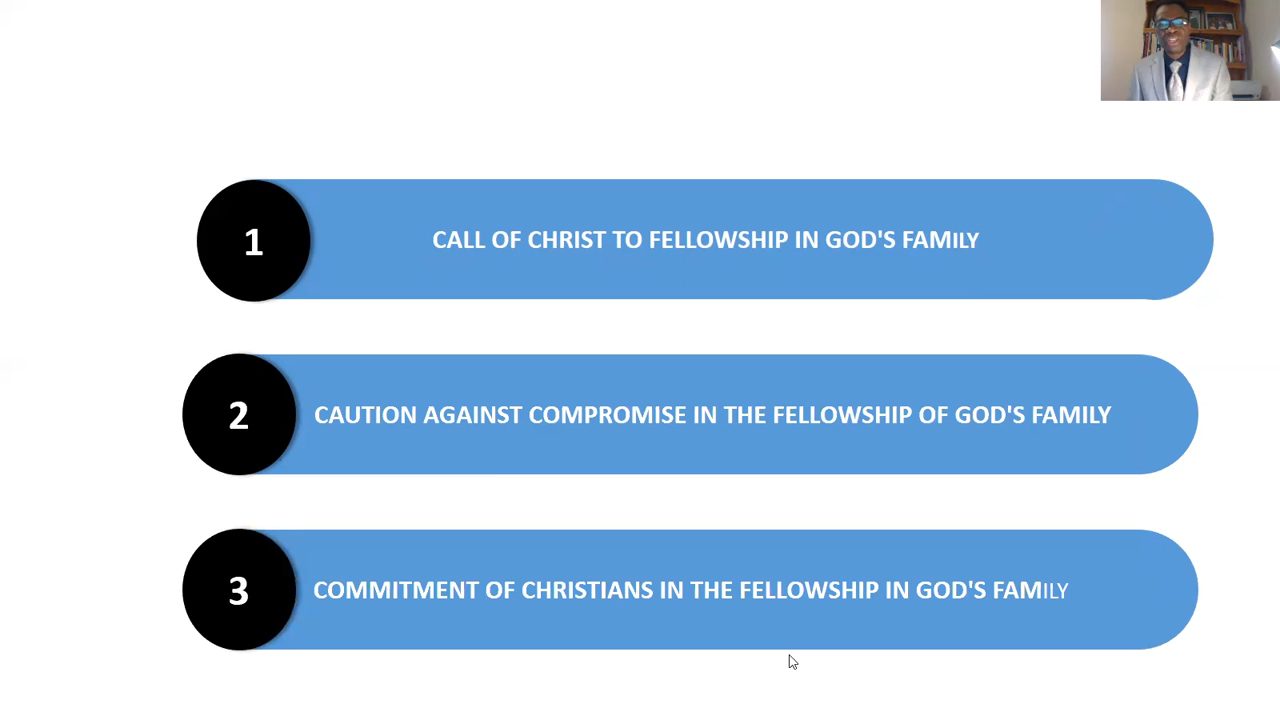 1
CALL OF CHRIST TO FELLOWSHIP IN GOD'S FAMILY
2
CAUTION AGAINST COMPROMISE IN THE FELLOWSHIP OF GOD'S FAMILY
3
COMMITMENT OF CHRISTIANS IN THE FELLOWSHIP IN GOD'S FAMILY